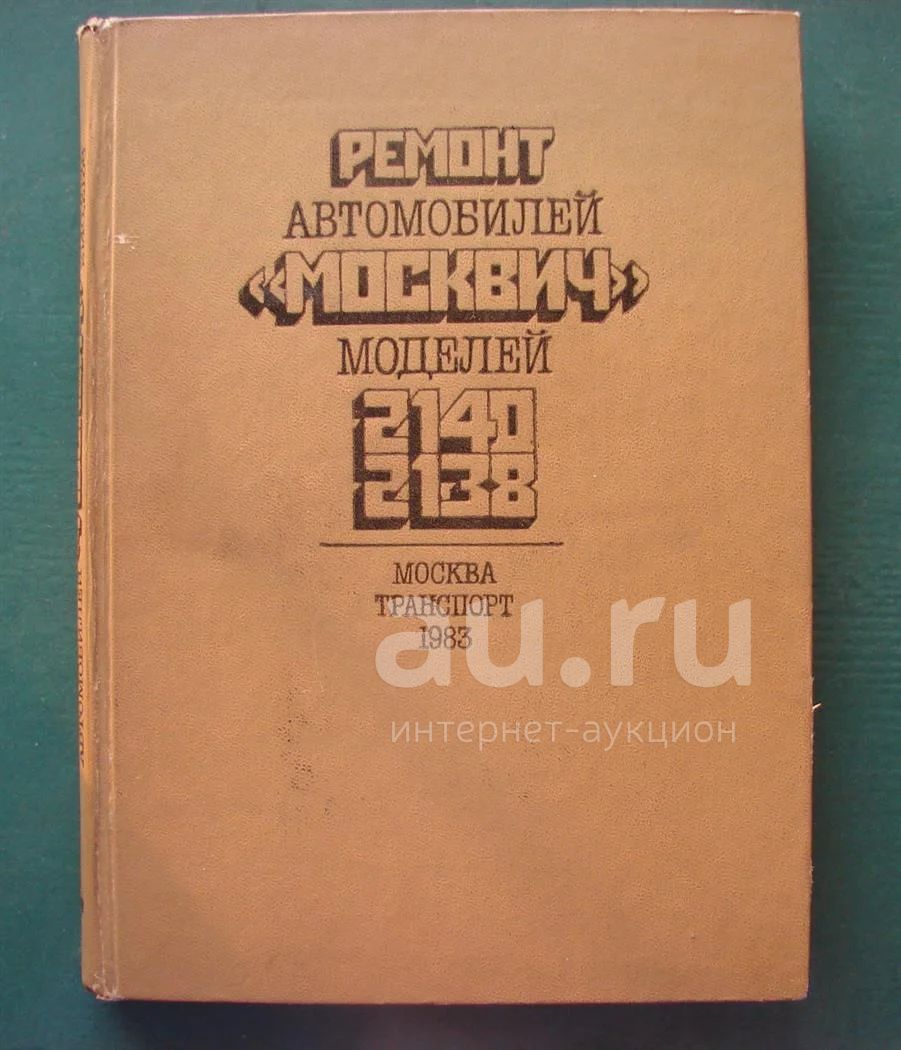 РЕМОНТ
АВТОМОБИЛЕЙ
«МОСКВИЧ»
МОДЕЛЕЙ
2140
2138
МОСКВА
ТРАНСПОРТ
1983
au.ru
интернет-аукцион